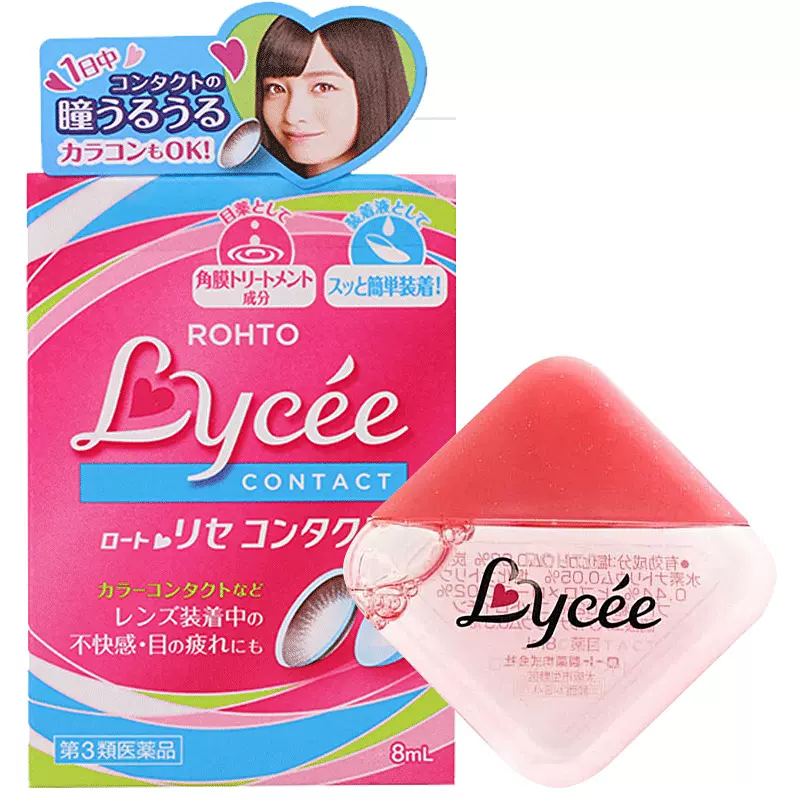 1日中
コンタクトの
瞳うるうる
カラコンもOK!
目薬として
角膜トリートメント
成分
装着液として
スッと簡単装着!
ROHTO
Lycée
CONTACT
ロート リセ コンタク
カラーコンタクトなど
レンズ装着中の
不快感・目の疲れにも
第3類医薬品
8mL
Lycée